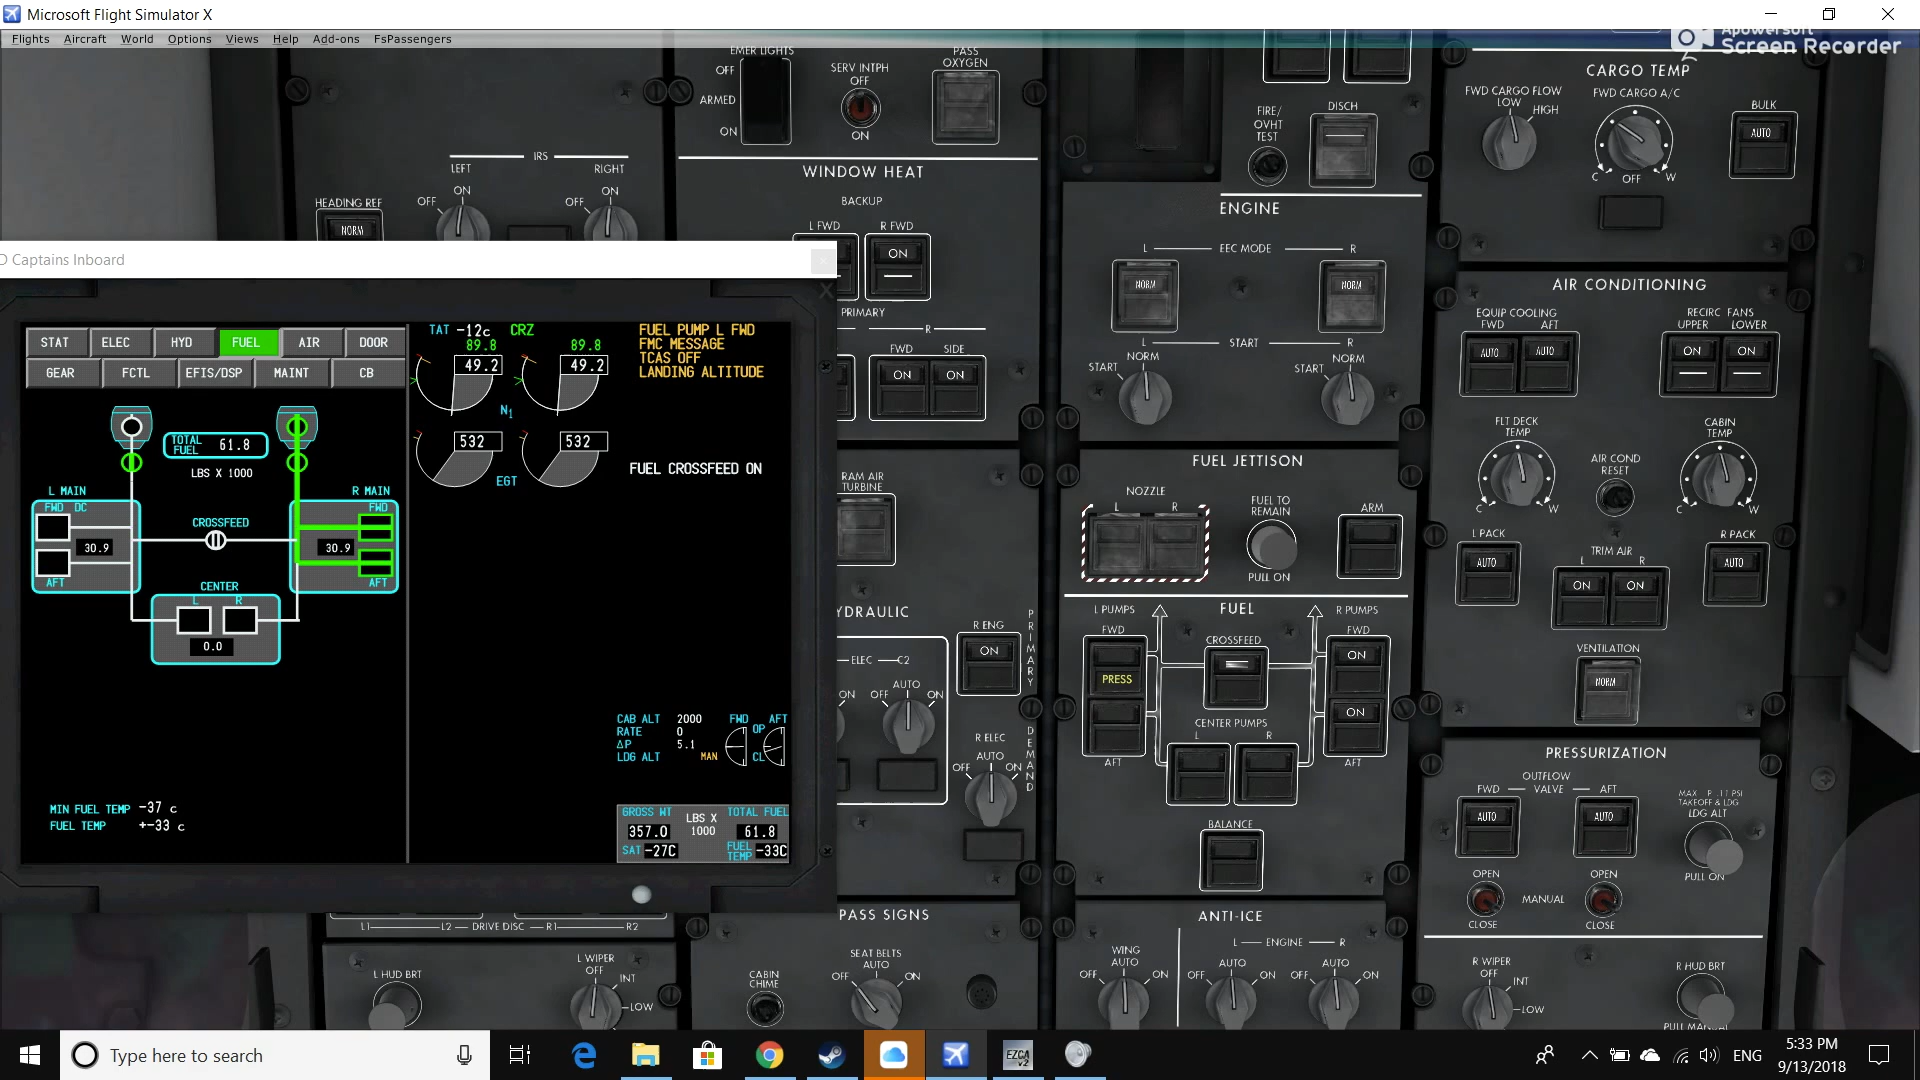 Microsoft Flight Simulator X
Flights Aircraft World Options Views Help Add-ons FsPassengers
Apowersoft
Screen Recorder
EMER LIGHTS
OFF
ARMED
ON
SERV INTPH
OFF
ON
PASS
OXYGEN
IRS
LEFT
RIGHT
OFF
ON
OFF
ON
HEADING REF
NORM
WINDOW HEAT
BACKUP
L FWD
R FWD
ON
PRIMARY
R
FWD
SIDE
ON
ON
FIRE/
OVHT
TEST
DISCH
ENGINE
L
EEC MODE
R
NORM
NORM
L
START
R
START
NORM
START
NORM
CARGO TEMP
FWD CARGO FLOW
LOW
HIGH
FWD CARGO A/C
C
OFF
W
BULK
AUTO
AIR CONDITIONING
EQUIP COOLING
FWD
AFT
AUTO
AUTO
RECIRC FANS
UPPER
LOWER
ON
ON
FLT DECK
TEMP
C
W
AIR COND
RESET
CABIN
TEMP
C
W
L PACK
AUTO
TRIM AIR
L
R
ON
ON
R PACK
AUTO
VENTILATION
NORM
D Captains Inboard
STAT ELEC HYD FUEL AIR DOOR
GEAR FCTL EFIS/DSP MAINT CB
TOTAL
FUEL 61.8
LBS X 1000
L MAIN
FWD DC
30.9
AFT
CROSSFEED
R MAIN
FWD
30.9
AFT
CENTER
L R
0.0
MIN FUEL TEMP -37 c
FUEL TEMP +-33 c
TAT -12c CRZ
89.8
89.8
49.2
49.2
N1
532
532
EGT
FUEL PUMP L FWD
FMC MESSAGE
TCAS OFF
LANDING ALTITUDE
FUEL CROSSFEED ON
CAB ALT 2000
RATE 0
ΔP 5.1
LDG ALT MAN
FWD AFT
OP
CL
GROSS WT
357.0
LBS X
1000
TOTAL FUEL
61.8
SAT -27C
FUEL
TEMP -33C
RAM AIR
TURBINE
YDRAULIC
R ENG
ON
PRIMARY
ELEC
C2
ON
OFF
AUTO
ON
R ELEC
OFF
AUTO
ON
DEMAND
FUEL JETTISON
NOZZLE
L
R
FUEL TO
REMAIN
PULL ON
ARM
L PUMPS
FUEL
R PUMPS
FWD
PRESS
AFT
CROSSFEED
CENTER PUMPS
L
R
FWD
ON
ON
AFT
BALANCE
PRESSURIZATION
OUTFLOW
FWD
VALVE
AFT
AUTO
AUTO
TAKEOFF & LDG
LDG ALT
PULL ON
OPEN
OPEN
MANUAL
CLOSE
CLOSE
L1
L2
DRIVE DISC
R1
R2
L HUD BRT
L WIPER
OFF
INT
LOW
PASS SIGNS
CABIN
CHIME
SEAT BELTS
OFF
AUTO
ON
ANTI-ICE
WING
OFF
AUTO
ON
L
ENGINE
R
OFF
AUTO
ON
OFF
AUTO
ON
R WIPER
OFF
INT
LOW
R HUD BRT
Type here to search
EZCA
v2
ENG
5:33 PM
9/13/2018